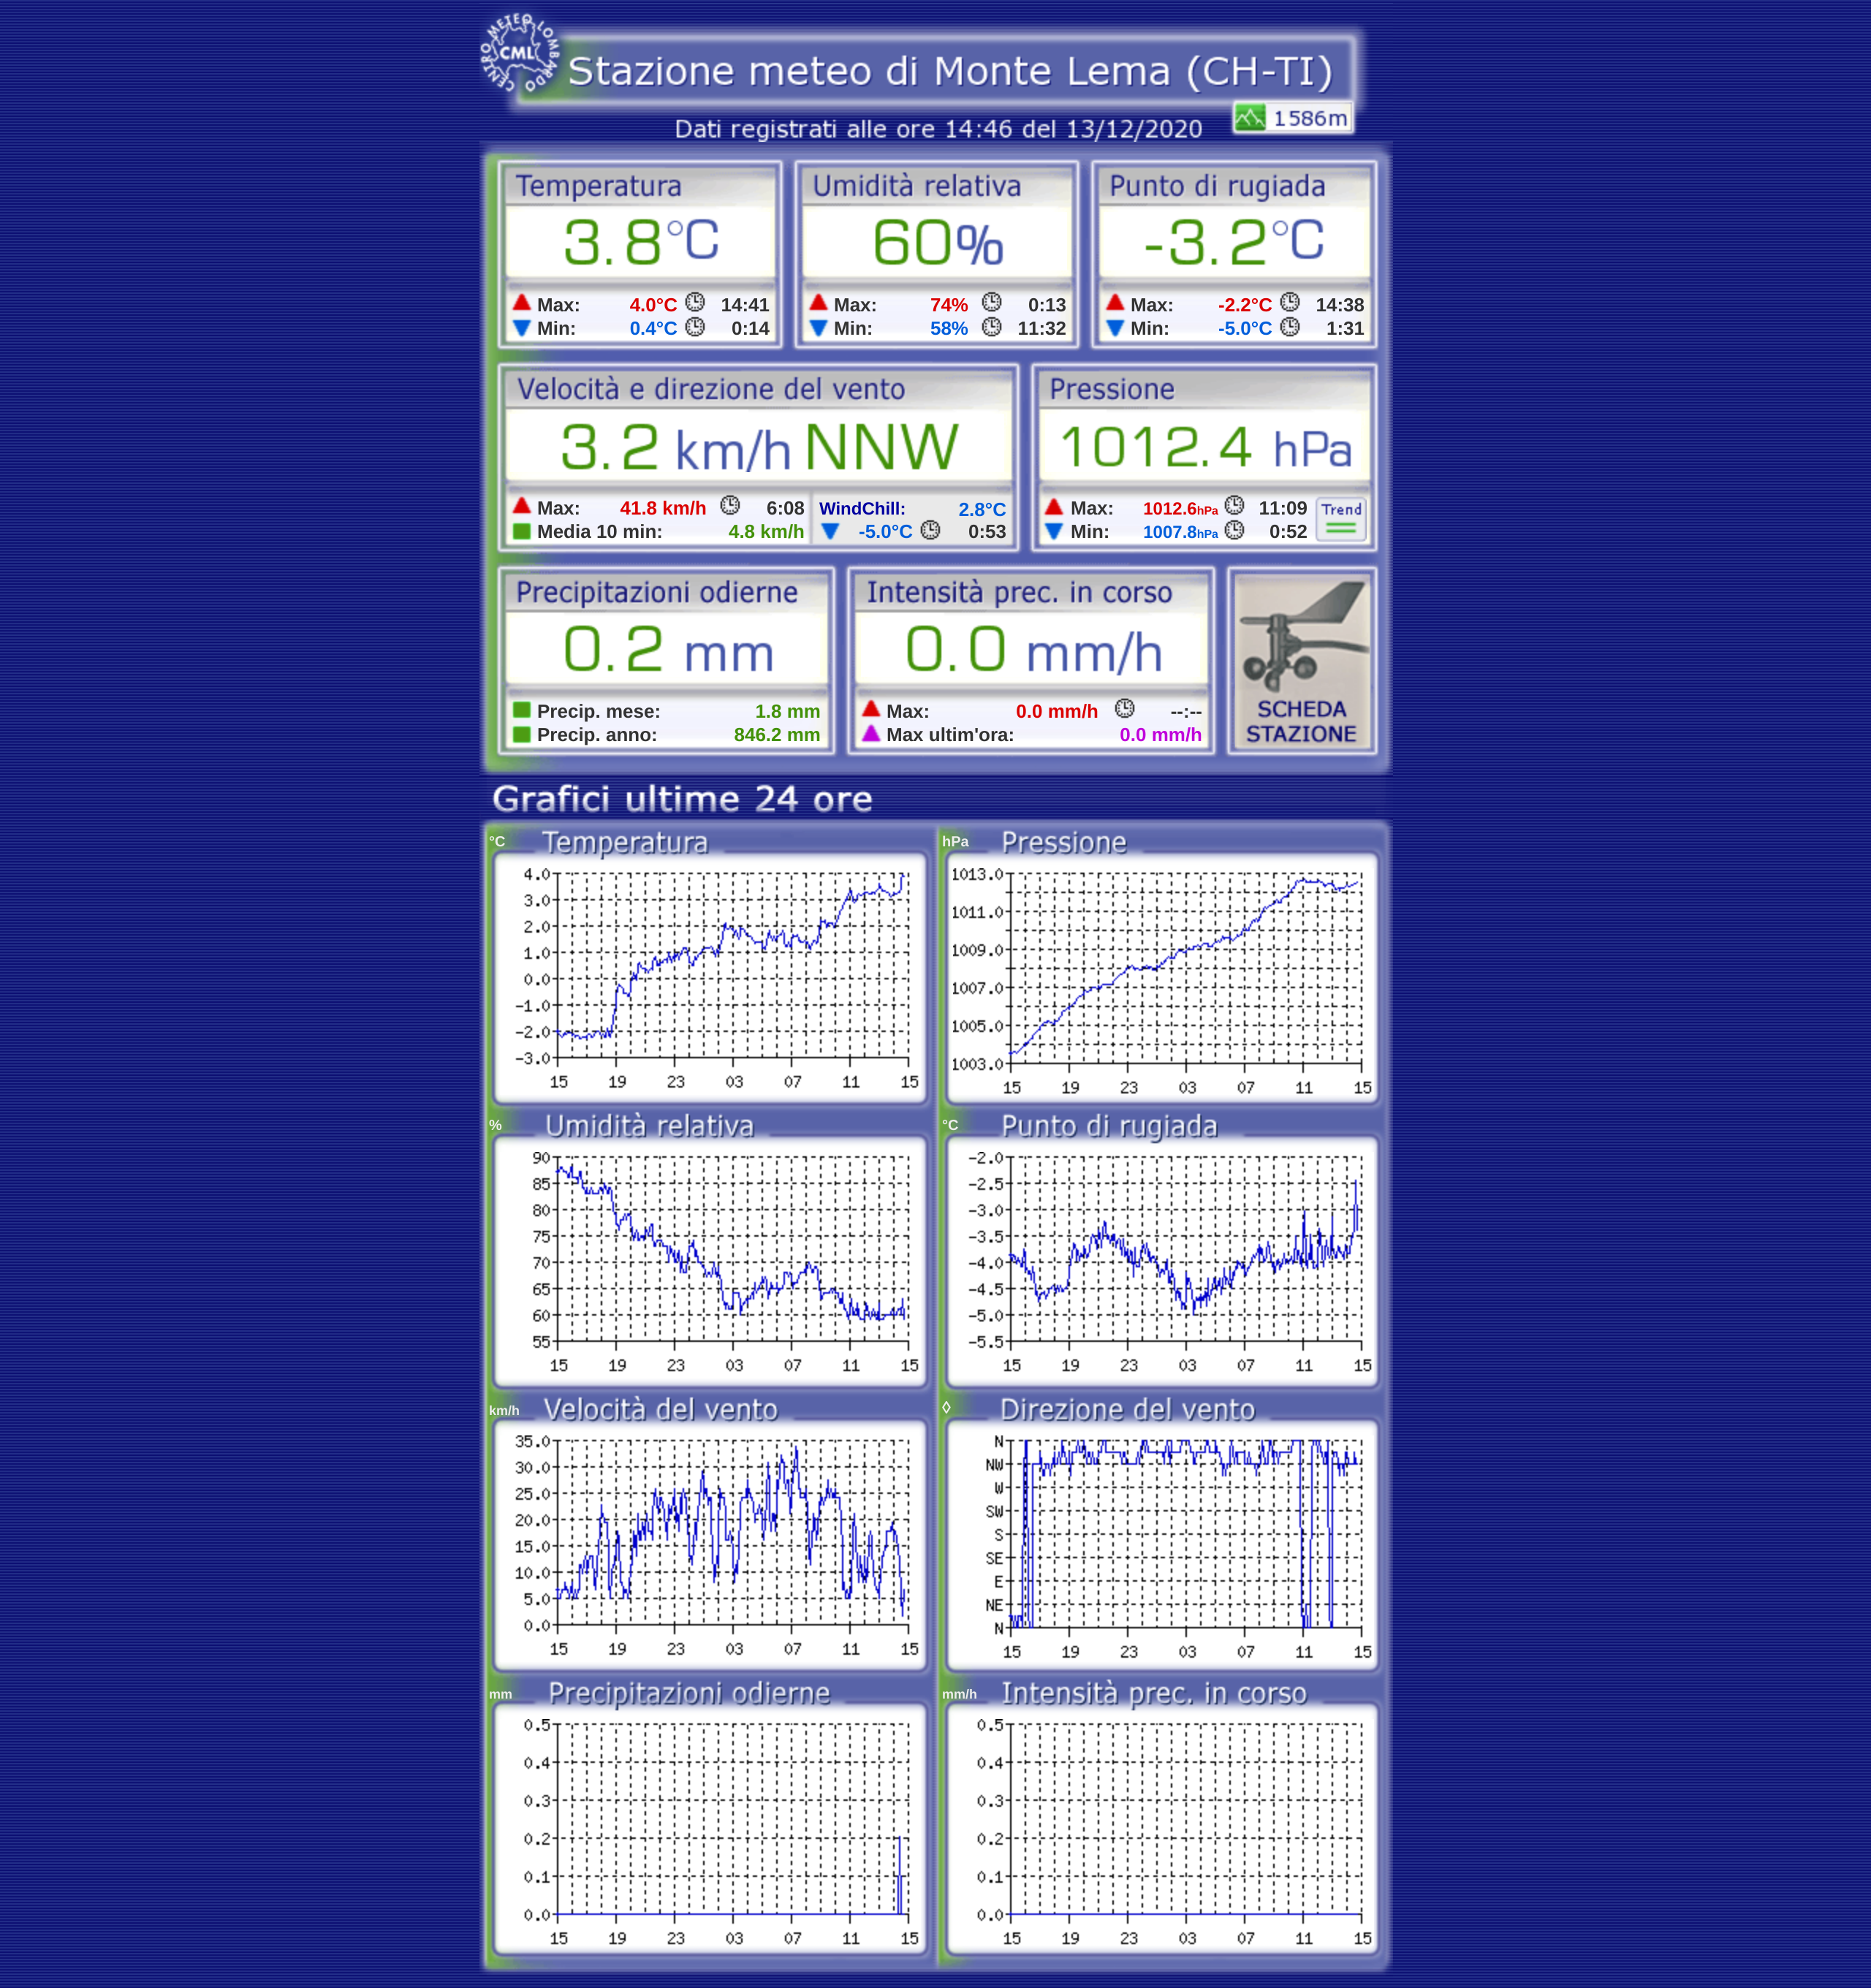 CENTRO METEO LOMBARDO
CML
Stazione meteo di Monte Lema (CH-TI)
1586m
Dati registrati alle ore 14:46 del 13/12/2020
Temperatura
3.8°C
Max: 4.0°C 14:41
Min: 0.4°C 0:14
Umidità relativa
60%
Max: 74% 0:13
Min: 58% 11:32
Punto di rugiada
-3.2°C
Max: -2.2°C 14:38
Min: -5.0°C 1:31
Velocità e direzione del vento
3.2 km/h NNW
Max: 41.8 km/h 6:08
Media 10 min: 4.8 km/h
WindChill: 2.8°C
-5.0°C 0:53
Pressione
1012.4 hPa
Max: 1012.6hPa 11:09
Min: 1007.8hPa 0:52
Trend
Precipitazioni odierne
0.2 mm
Precip. mese: 1.8 mm
Precip. anno: 846.2 mm
Intensità prec. in corso
0.0 mm/h
Max: 0.0 mm/h --:--
Max ultim'ora: 0.0 mm/h
SCHEDA
STAZIONE
Grafici ultime 24 ore
°C Temperatura
4.0
3.0
2.0
1.0
0.0
-1.0
-2.0
-3.0
15 19 23 03 07 11 15
hPa Pressione
1013.0
1011.0
1009.0
1007.0
1005.0
1003.0
15 19 23 03 07 11 15
% Umidità relativa
90
85
80
75
70
65
60
55
15 19 23 03 07 11 15
°C Punto di rugiada
-2.0
-2.5
-3.0
-3.5
-4.0
-4.5
-5.0
-5.5
15 19 23 03 07 11 15
km/h Velocità del vento
35.0
30.0
25.0
20.0
15.0
10.0
5.0
0.0
15 19 23 03 07 11 15
◊ Direzione del vento
N
NW
W
SW
S
SE
E
NE
N
15 19 23 03 07 11 15
mm Precipitazioni odierne
0.5
0.4
0.3
0.2
0.1
0.0
15 19 23 03 07 11 15
mm/h Intensità prec. in corso
0.5
0.4
0.3
0.2
0.1
0.0
15 19 23 03 07 11 15